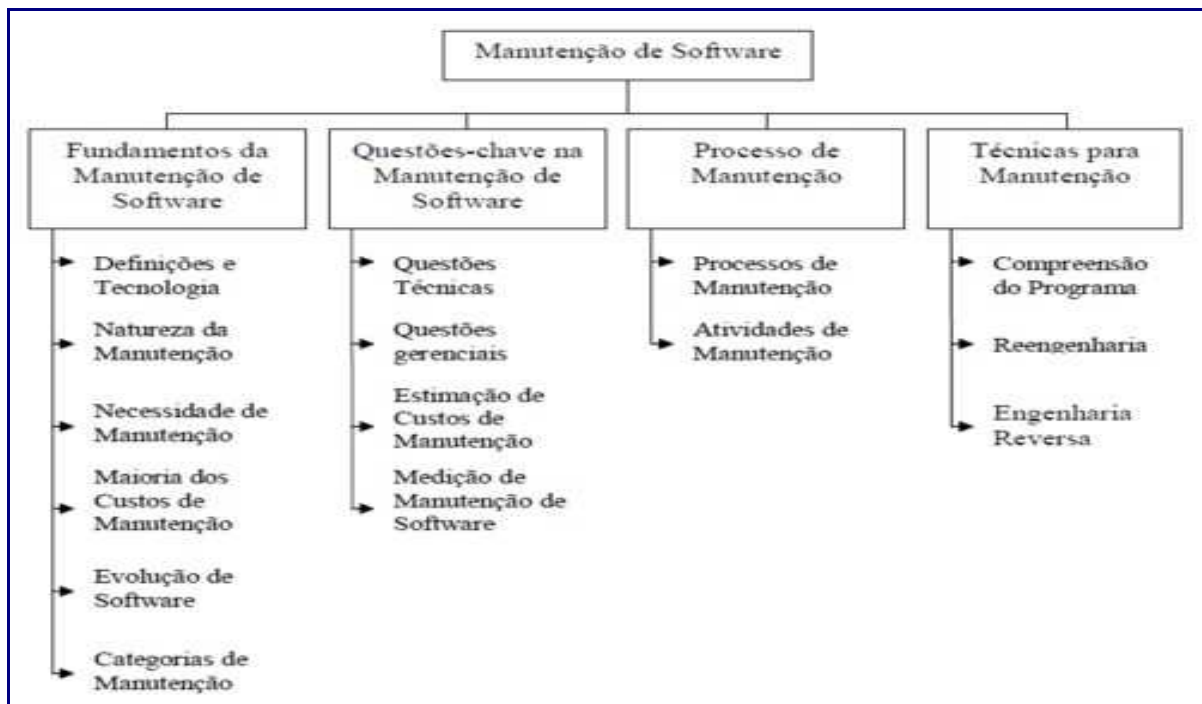 Manutenção de Software
Fundamentos da
Manutenção de
Software
Definições e
Tecnologia
Natureza da
Manutenção
Necessidade de
Manutenção
Maioria dos
Custos de
Manutenção
Evolução de
Software
Categorias de
Manutenção
Questões-chave na
Manutenção de
Software
Questões
Técnicas
Questões
gerenciais
Estimação de
Custos de
Manutenção
Medição de
Manutenção de
Software
Processo de
Manutenção
Processos de
Manutenção
Atividades de
Manutenção
Técnicas para
Manutenção
Compreensão
do Programa
Reengenharia
Engenharia
Reversa